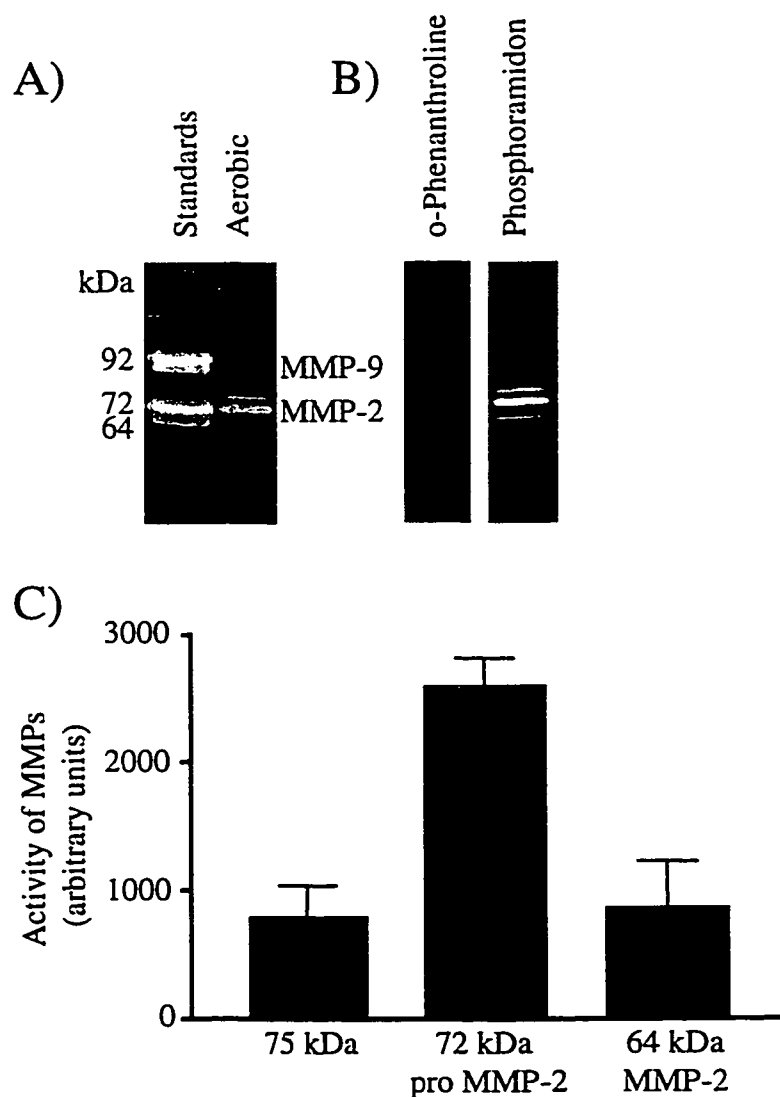 A)
B)
Standards
Aerobic
o-Phenanthroline
Phosphoramidon
kDa
92
MMP-9
72
MMP-2
64
C)
Activity of MMPs
(arbitrary units)
3000
2000
1000
0
75 kDa
72 kDa
64 kDa
pro MMP-2
MMP-2